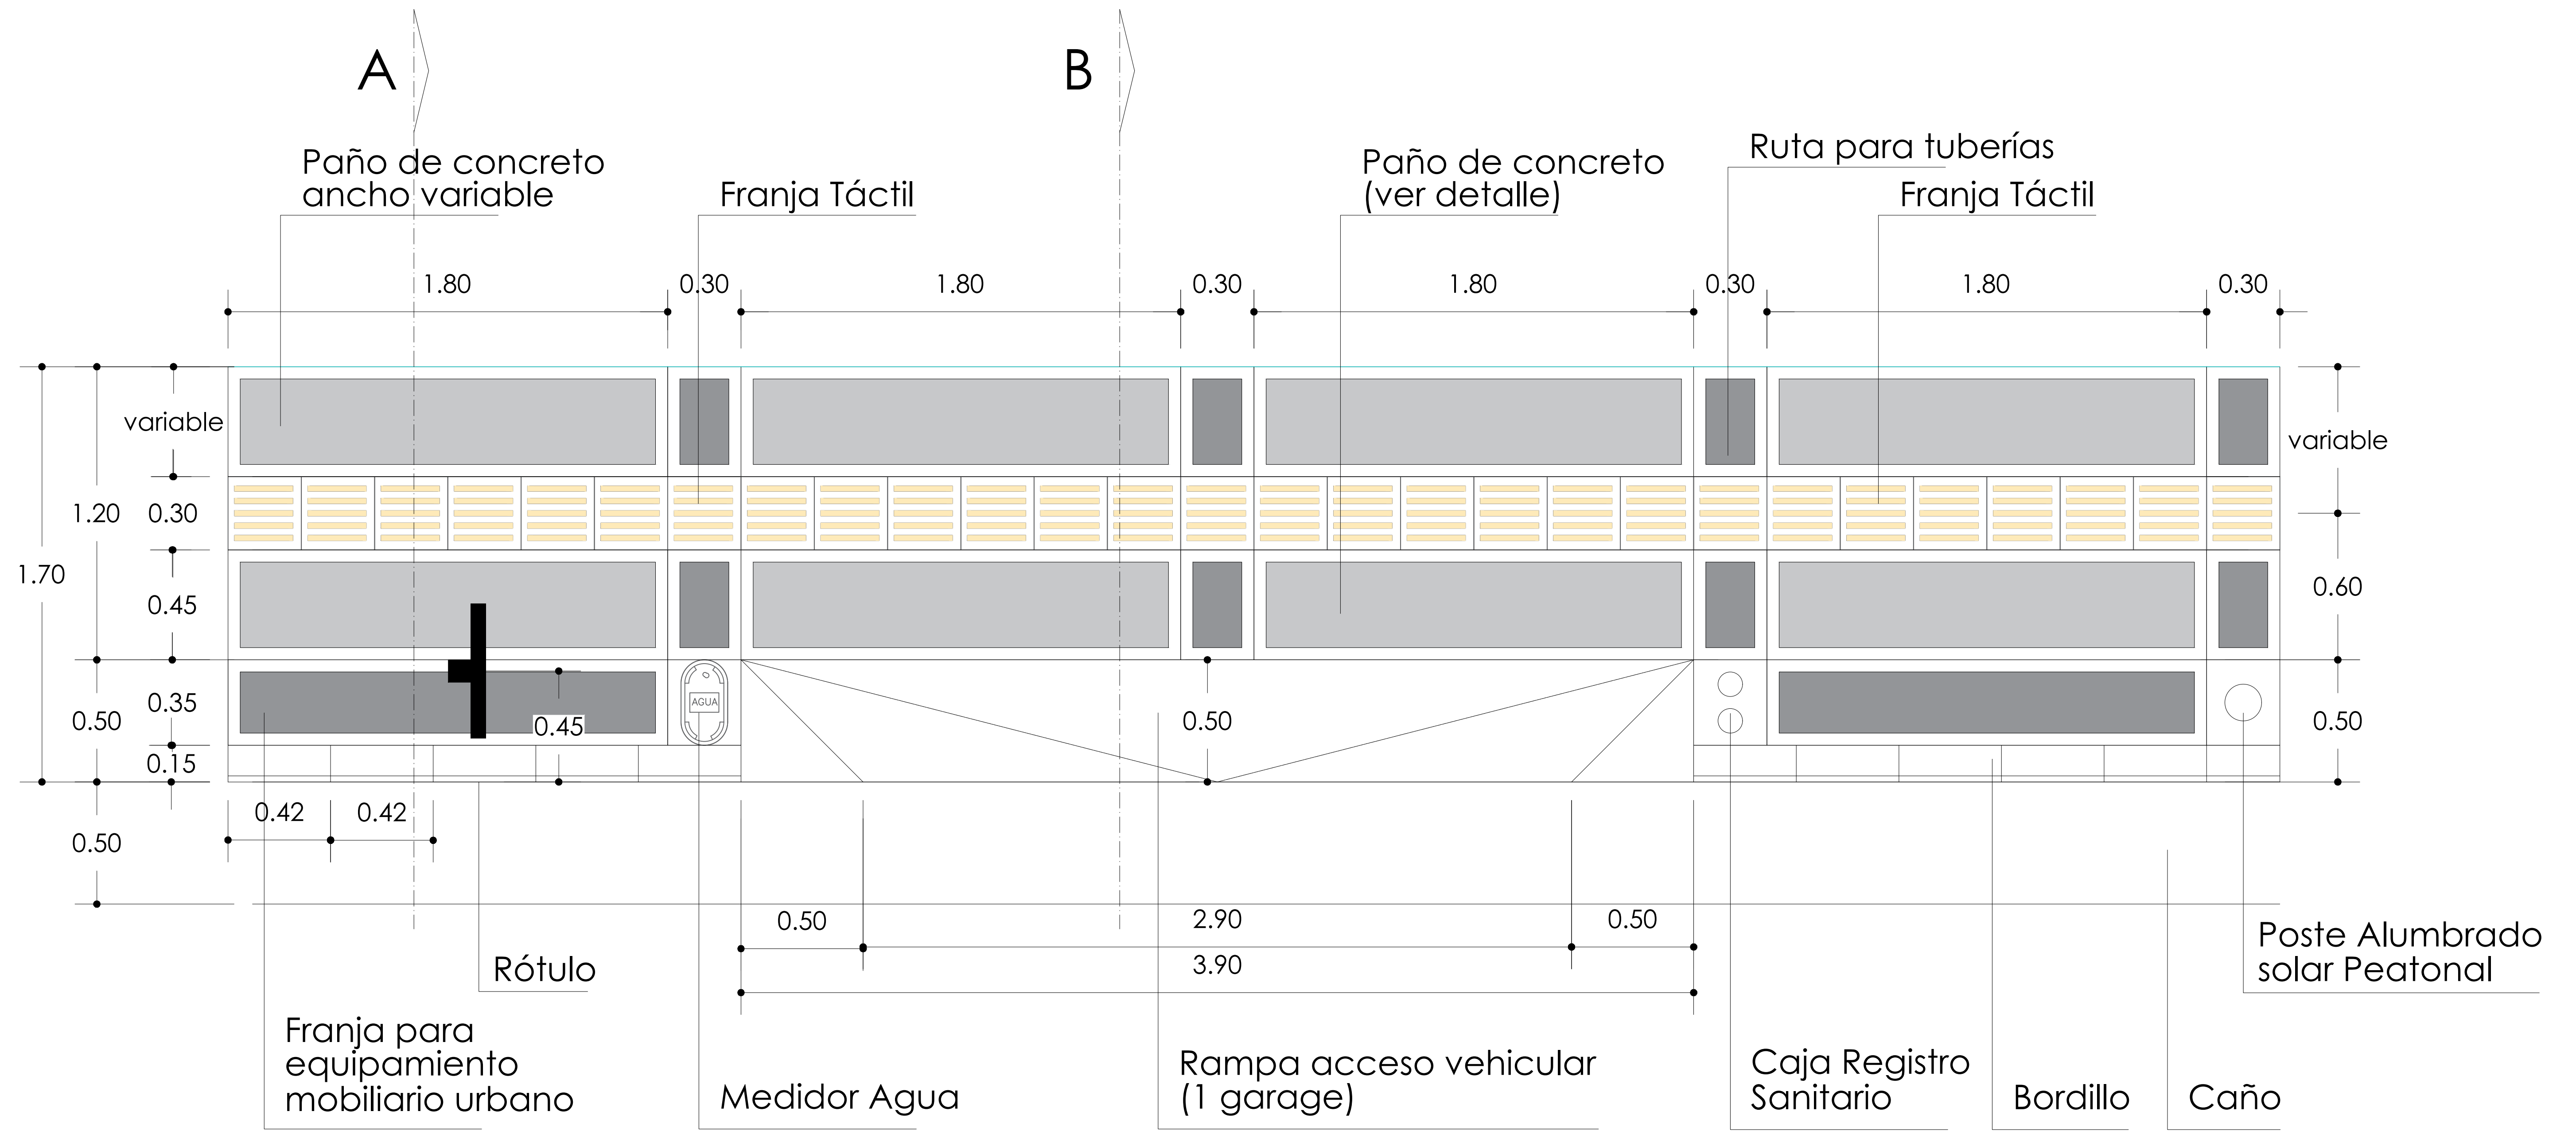 A
B
Paño de concreto
ancho variable
Franja Táctil
Paño de concreto
(ver detalle)
Ruta para tuberías
Franja Táctil
1.80
0.30
1.80
0.30
1.80
0.30
1.80
0.30
variable
variable
1.20
0.30
1.70
0.45
0.60
0.35
0.50
0.15
0.50
AGUA
0.45
0.50
0.50
0.42
0.42
0.50
2.90
0.50
3.90
Rótulo
Poste Alumbrado
solar Peatonal
Franja para
equipamiento
mobiliario urbano
Medidor Agua
Rampa acceso vehicular
(1 garage)
Caja Registro
Sanitario
Bordillo
Caño